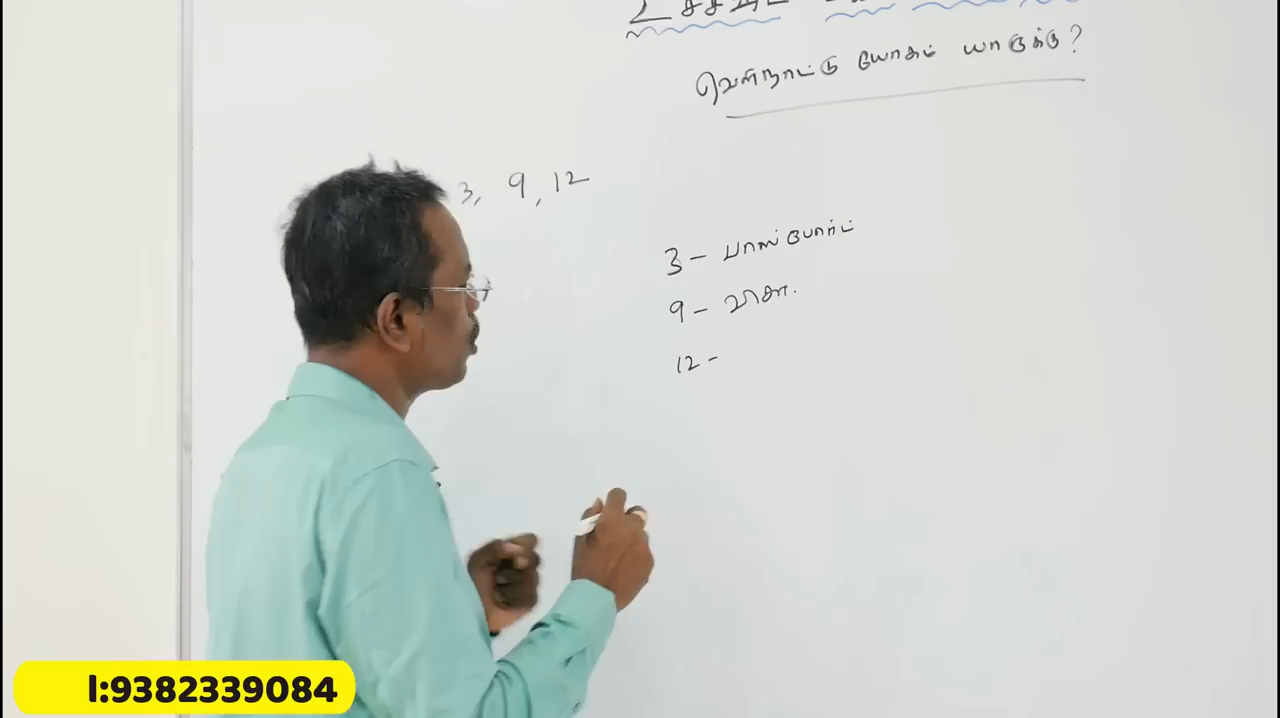 வெளிநாட்டு யோகம் யாருக்கு?
3, 9, 12
3 - பாஸ்போர்ட்
9 - விசா.
12 -
l:9382339084